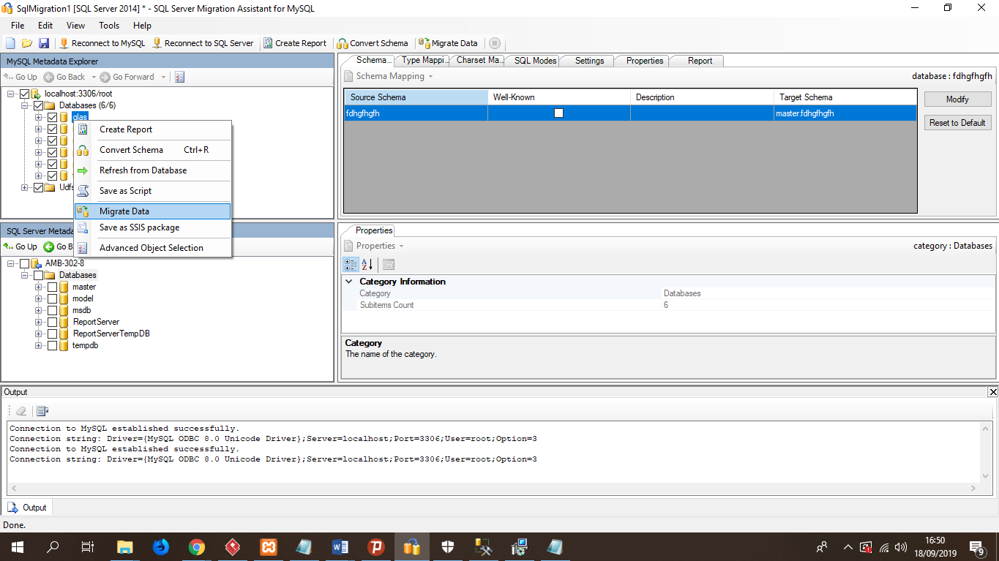 SqlMigration1 [SQL Server 2014] * - SQL Server Migration Assistant for MySQL
File Edit View Tools Help
Reconnect to MySQL Reconnect to SQL Server Create Report Convert Schema Migrate Data
MySQL Metadata Explorer
Go Up Go Back Go Forward
localhost:3306/root
Databases (6/6)
glas
Udfs
Create Report
Convert Schema Ctrl+R
Refresh from Database
Save as Script
Migrate Data
Save as SSIS package
Advanced Object Selection
Schema... Type Mappi... Charset Ma... SQL Modes Settings Properties Report
Schema Mapping database : fdhgfhgfh
Source Schema Well-Known Description Target Schema
fdhgfhgfh master.fdhgfhgfh
Modify
Reset to Default
SQL Server Metada
Go Up Go B
AMB-302-8
Databases
master
model
msdb
ReportServer
ReportServerTempDB
tempdb
Properties
Properties category : Databases
Category Information
Category Databases
Subitems Count 6
Category
The name of the category.
Output
Connection to MySQL established successfully.
Connection string: Driver={MySQL ODBC 8.0 Unicode Driver};Server=localhost;Port=3306;User=root;Option=3
Connection to MySQL established successfully.
Connection string: Driver={MySQL ODBC 8.0 Unicode Driver};Server=localhost;Port=3306;User=root;Option=3
Output
Done.
16:50
18/09/2019
9